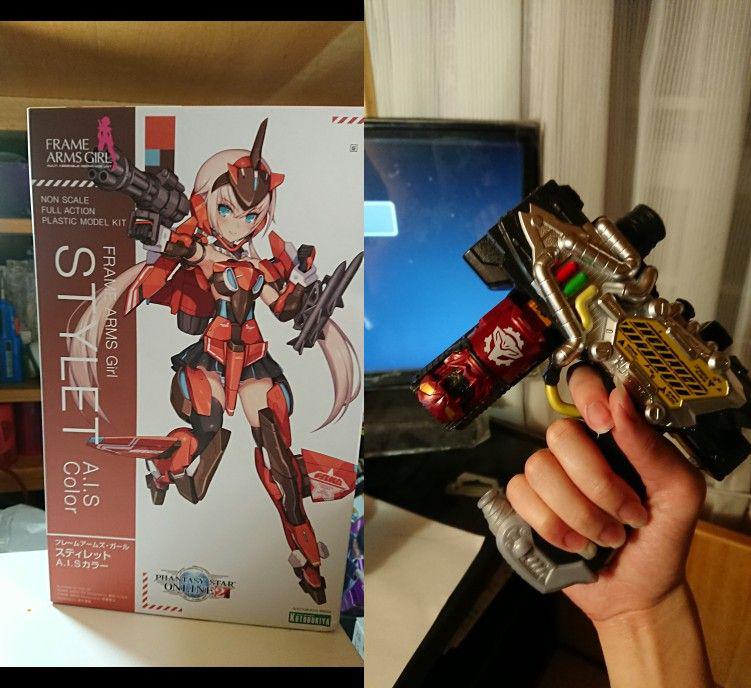 FRAME
ARMS GIRL
NON SCALE
FULL ACTION
PLASTIC MODEL KIT
FRAME ARMS Girl
STYLET A.I.S
Color
フレームアームズ・ガール
スティレット
A.I.Sカラー
PHANTASY STAR
ONLINE 2
KOTOBUKIYA